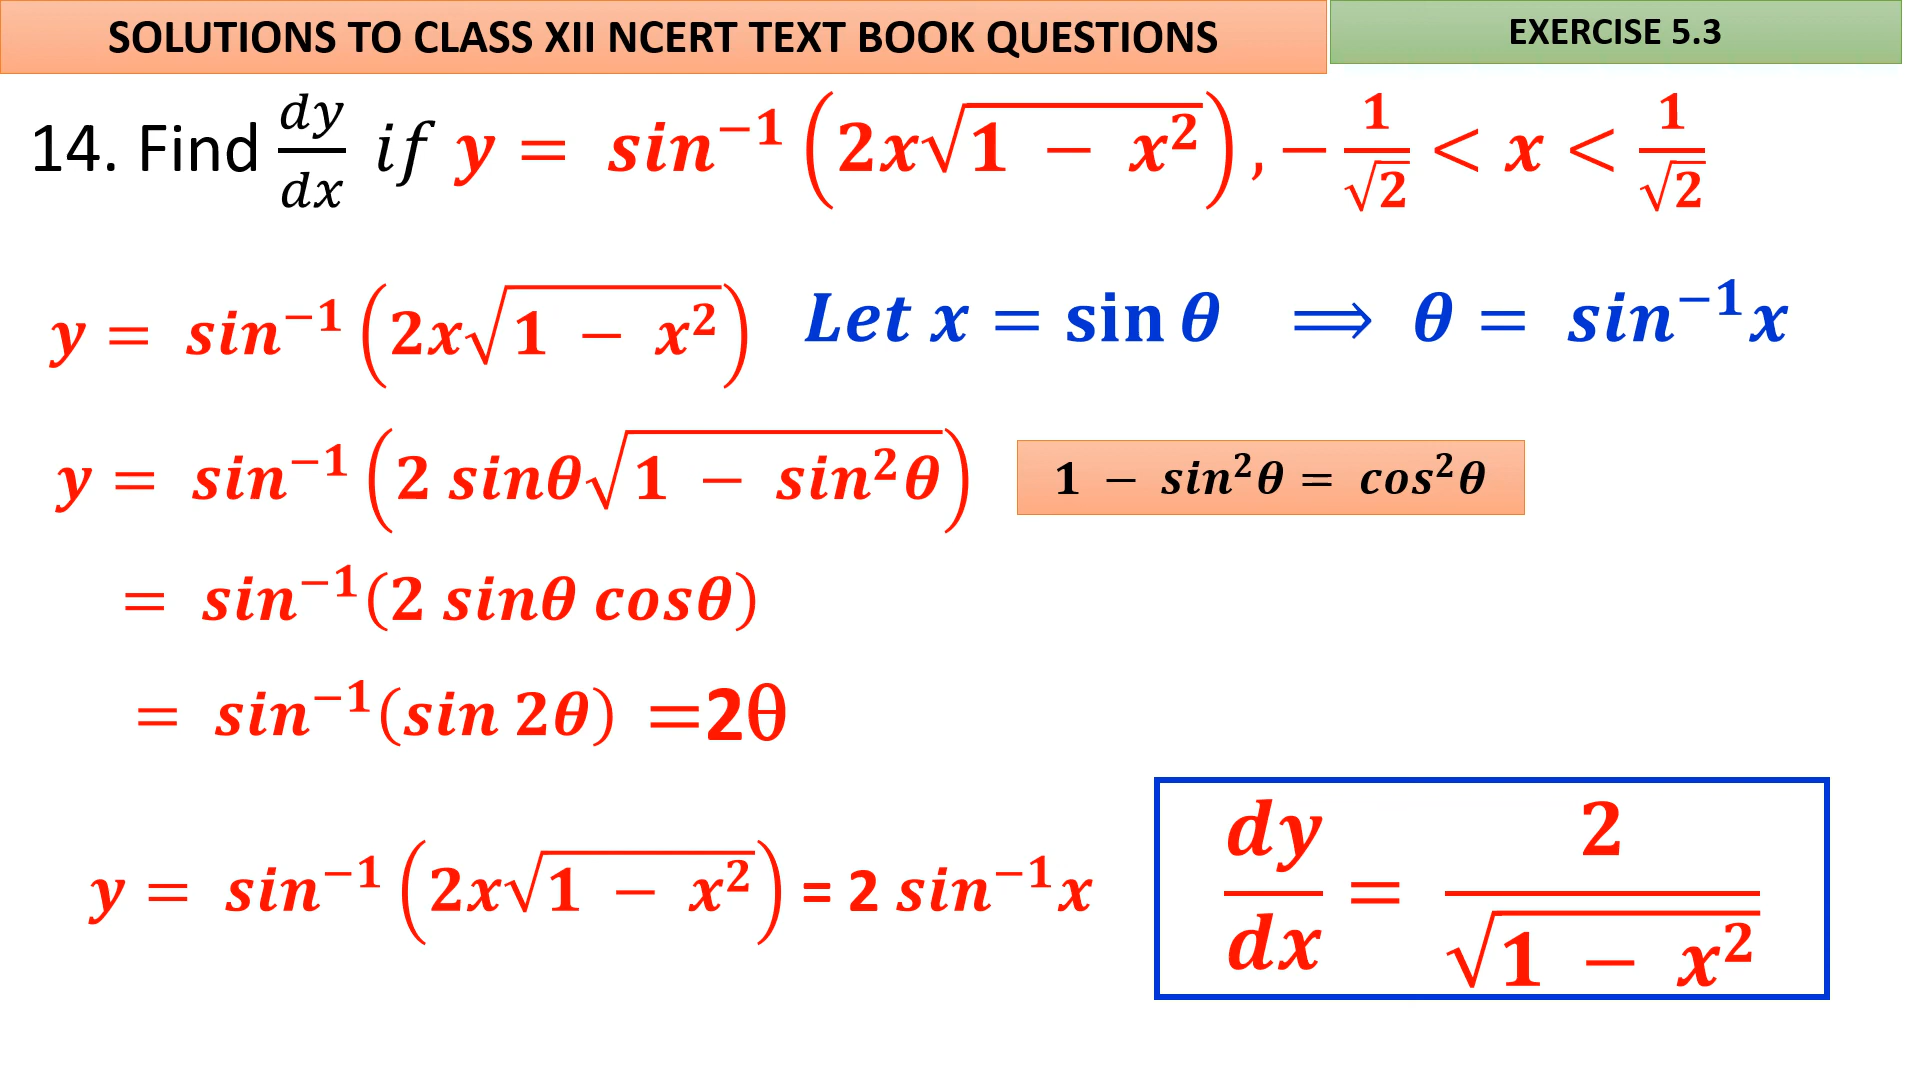 SOLUTIONS TO CLASS XII NCERT TEXT BOOK QUESTIONS
EXERCISE 5.3
14. Find dy/dx if y = sin⁻¹(2x√(1 − x²)), −1/√2 < x < 1/√2
y = sin⁻¹(2x√(1 − x²)) Let x = sin θ ⟹ θ = sin⁻¹x
y = sin⁻¹(2 sinθ√(1 − sin²θ)) 1 − sin²θ = cos²θ
= sin⁻¹(2 sinθ cosθ)
= sin⁻¹(sin 2θ) =2θ
y = sin⁻¹(2x√(1 − x²)) = 2 sin⁻¹x
dy/dx = 2/√(1 − x²)